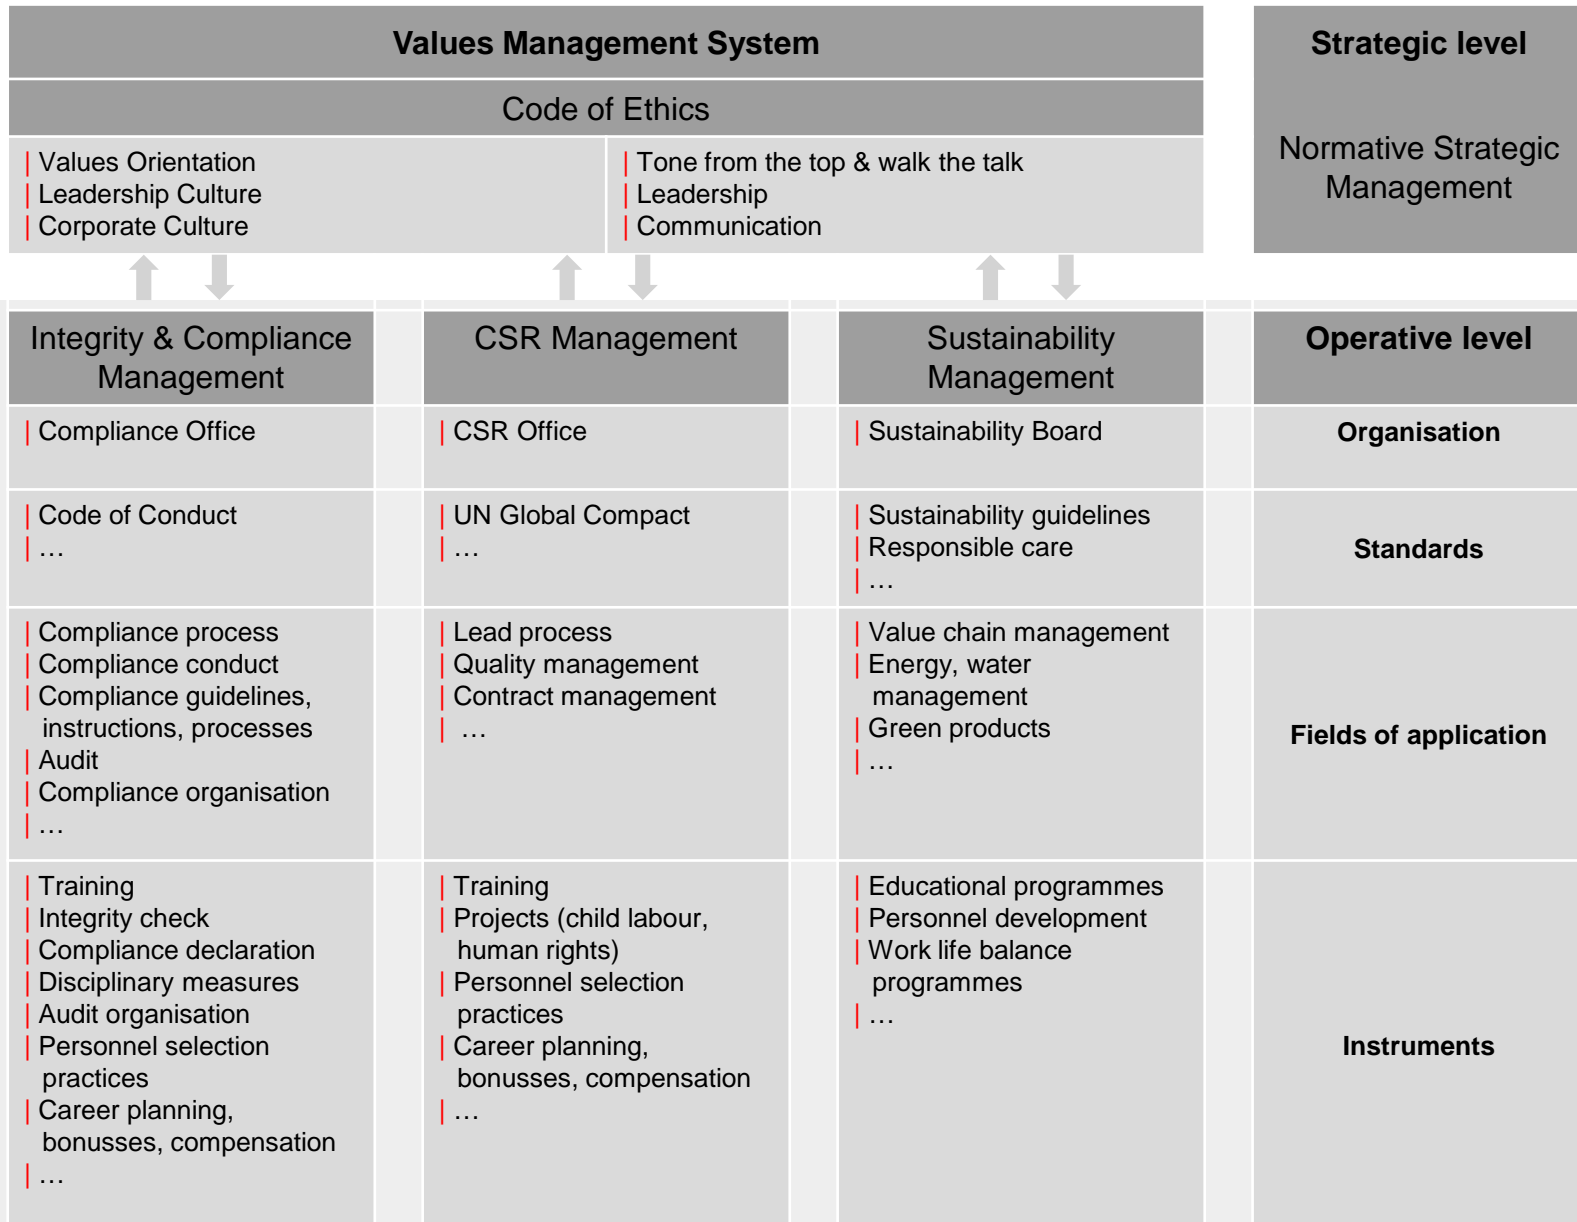 Values Management System
Strategic level
Code of Ethics
Normative Strategic
Management
| Values Orientation
| Leadership Culture
| Corporate Culture
| Tone from the top & walk the talk
| Leadership
| Communication
Integrity & Compliance
Management
CSR Management
Sustainability
Management
Operative level
| Compliance Office
| CSR Office
| Sustainability Board
Organisation
| Code of Conduct
| …
| UN Global Compact
| …
| Sustainability guidelines
| Responsible care
| …
Standards
| Compliance process
| Compliance conduct
| Compliance guidelines,
instructions, processes
| Audit
| Compliance organisation
| …
| Lead process
| Quality management
| Contract management
| …
| Value chain management
| Energy, water
management
| Green products
| …
Fields of application
| Training
| Integrity check
| Compliance declaration
| Disciplinary measures
| Audit organisation
| Personnel selection
practices
| Career planning,
bonusses, compensation
| …
| Training
| Projects (child labour,
human rights)
| Personnel selection
practices
| Career planning,
bonusses, compensation
| …
| Educational programmes
| Personnel development
| Work life balance
programmes
| …
Instruments